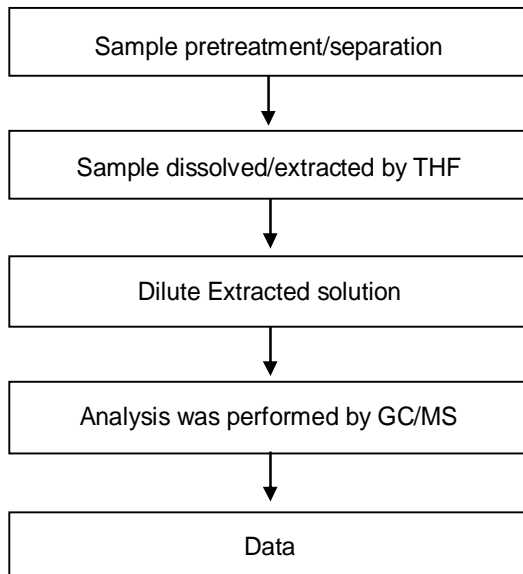 Sample pretreatment/separation
Sample dissolved/extracted by THF
Dilute Extracted solution
Analysis was performed by GC/MS
Data